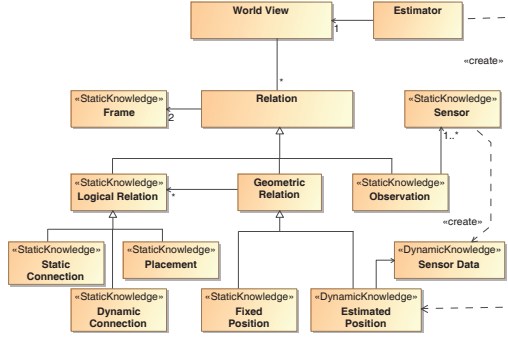 World View
Estimator
1
«create»
*
«StaticKnowledge»
Frame
2
Relation
«StaticKnowledge»
Sensor
1..*
«StaticKnowledge»
Logical Relation
*
Geometric
Relation
«StaticKnowledge»
Observation
«create»
«StaticKnowledge»
Static
Connection
«StaticKnowledge»
Placement
«DynamicKnowledge»
Sensor Data
«StaticKnowledge»
Dynamic
Connection
«StaticKnowledge»
Fixed
Position
«DynamicKnowledge»
Estimated
Position